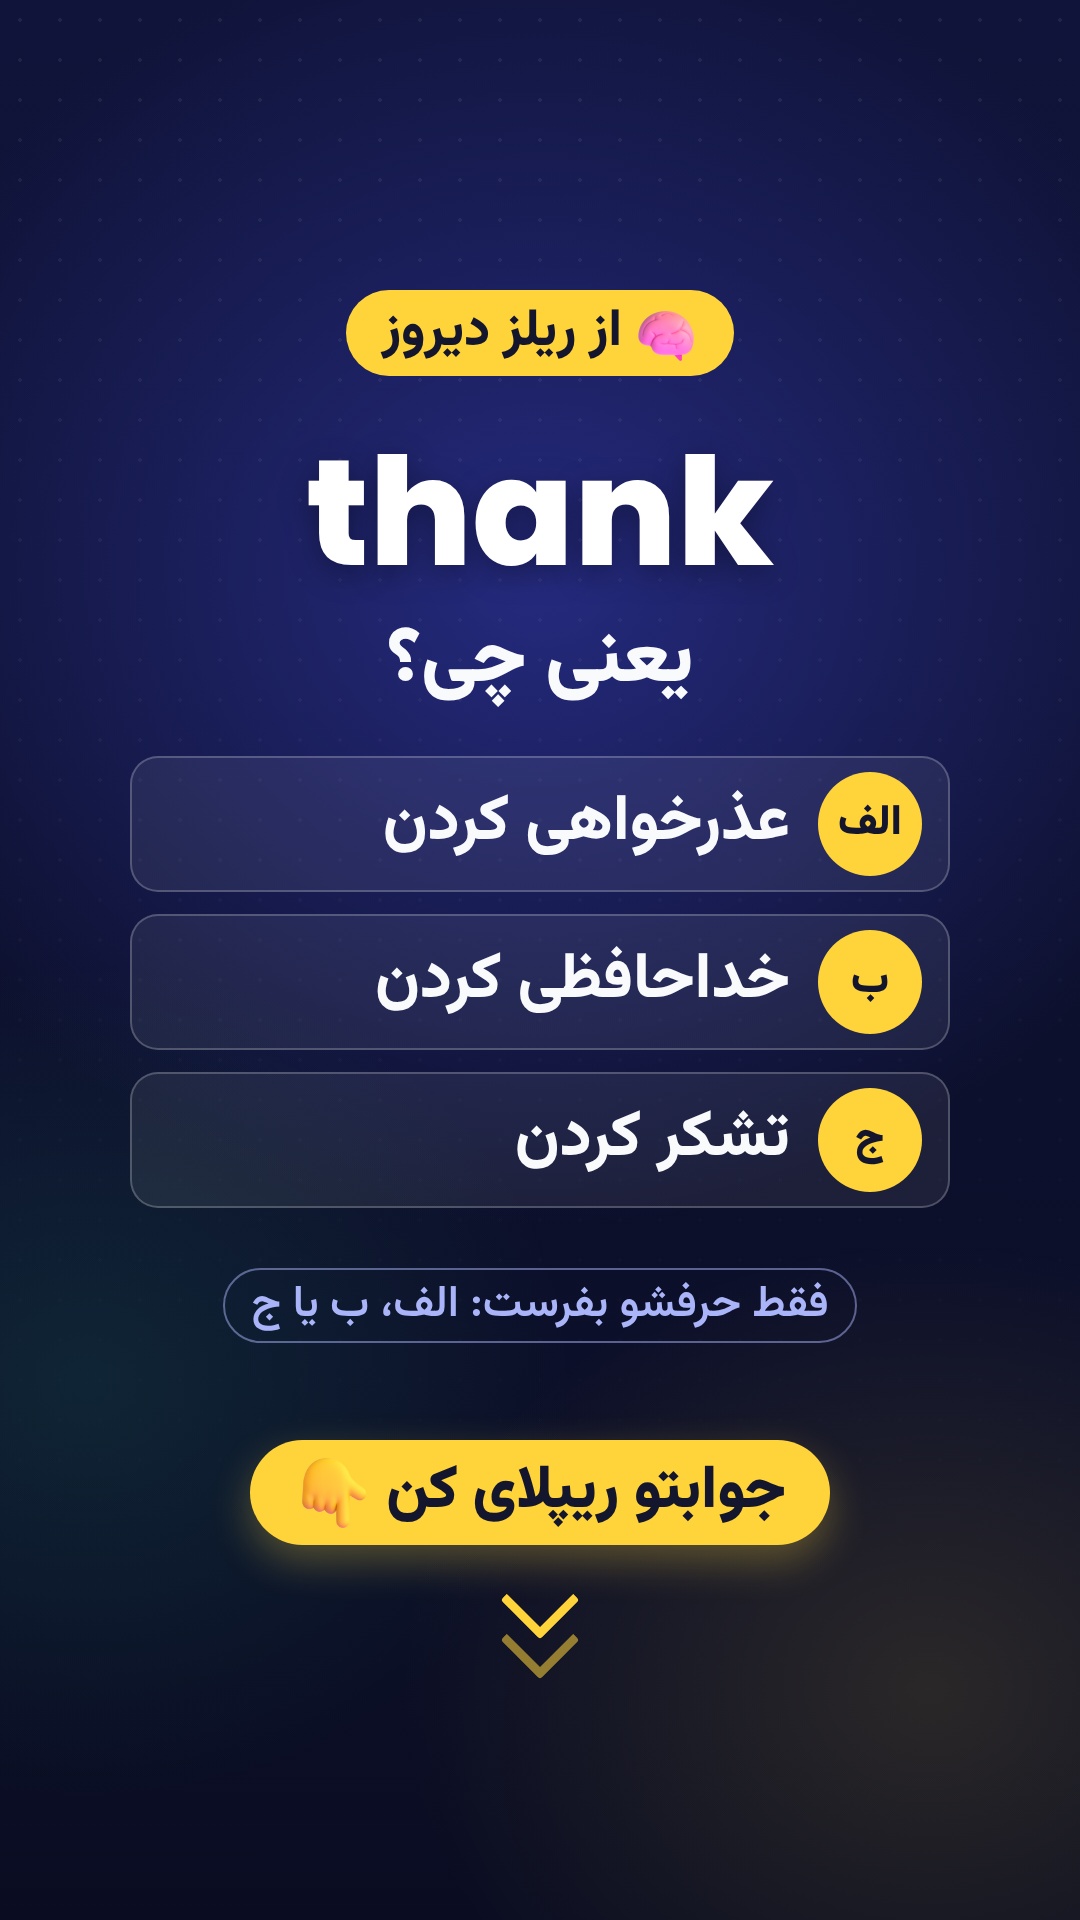 🧠 از ریلز دیروز
thank
یعنی چی؟
الف عذرخواهی کردن
ب خداحافظی کردن
ج تشکر کردن
فقط حرفشو بفرست: الف، ب یا ج
جوابتو ریپلای کن 👇